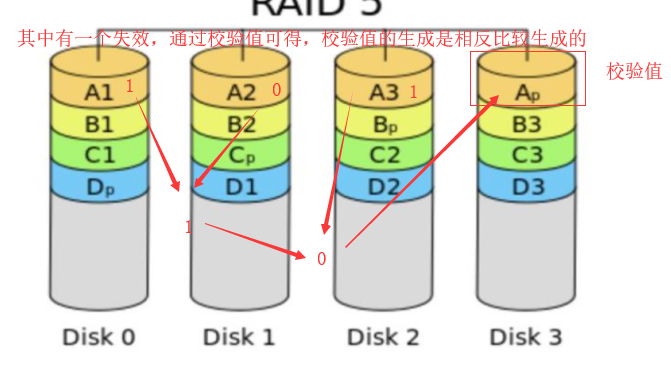 RAID 5
其中有一个失效，通过校验值可得，校验值的生成是相反比较生成的
校验值
A1 1 A2 0 A3 1 Ap
B1 B2 Bp B3
C1 Cp C2 C3
Dp D1 D2 D3
1
0
Disk 0 Disk 1 Disk 2 Disk 3